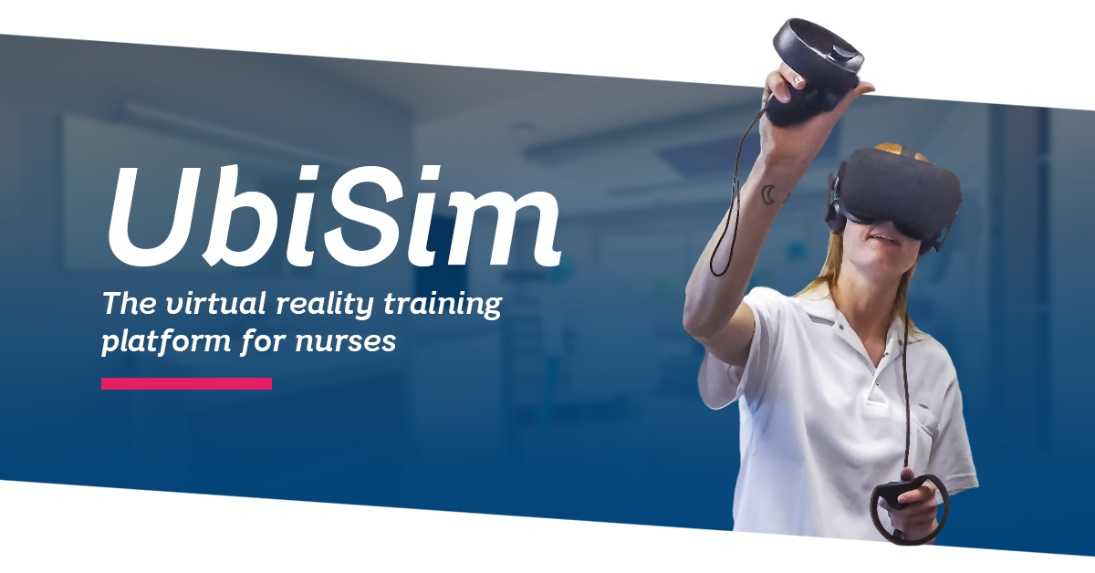 UbiSim
The virtual reality training
platform for nurses